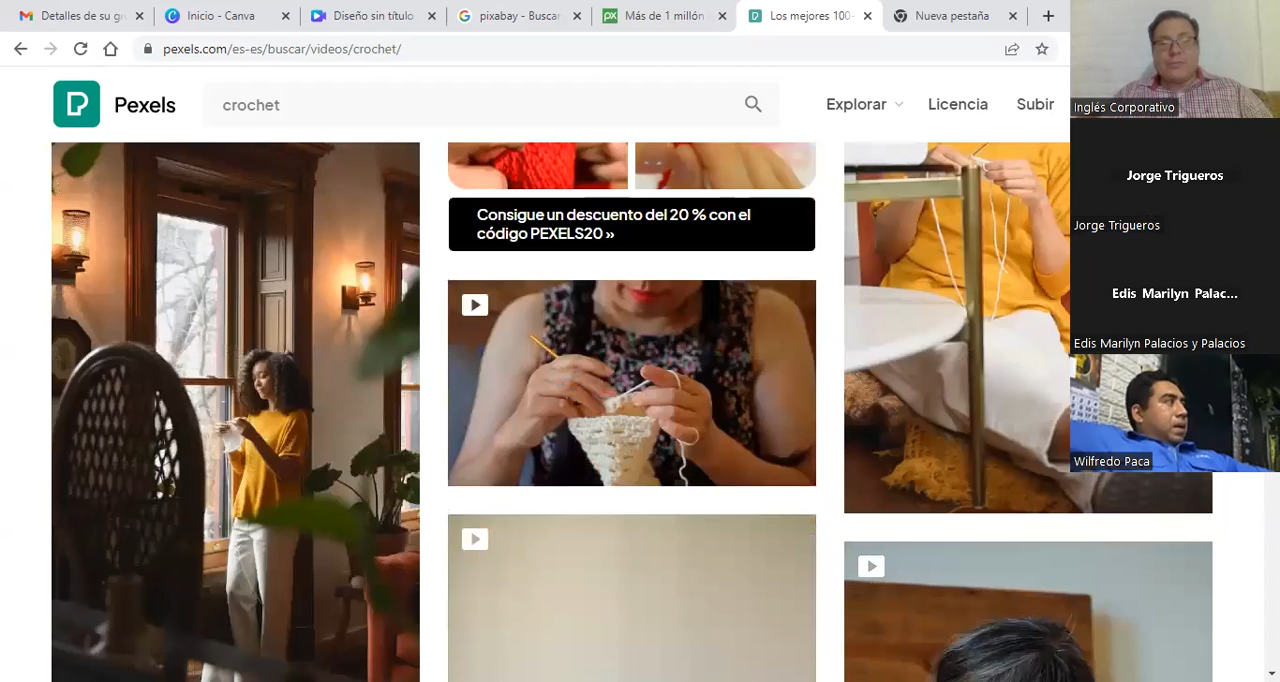 Detalles de su gr
Inicio - Canva
Diseño sin título
pixabay - Buscar
Más de 1 millón
Los mejores 100
Nueva pestaña
pexels.com/es-es/buscar/videos/crochet/
Pexels
crochet
Explorar
Licencia
Subir
Consigue un descuento del 20 % con el
código PEXELS20 »
Inglés Corporativo
Jorge Trigueros
Jorge Trigueros
Edis Marilyn Palac...
Edis Marilyn Palacios y Palacios
Wilfredo Paca